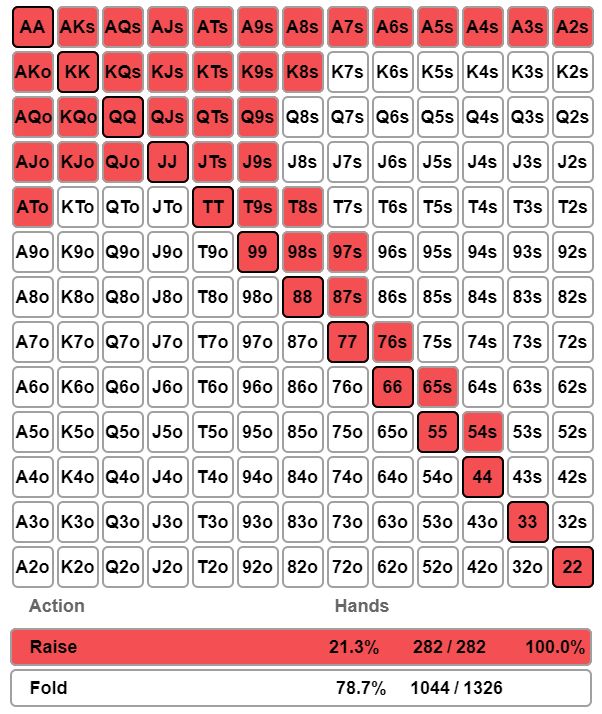 AA AKs AQs AJs ATs A9s A8s A7s A6s A5s A4s A3s A2s
AKo KK KQs KJs KTs K9s K8s K7s K6s K5s K4s K3s K2s
AQo KQo QQ QJs QTs Q9s Q8s Q7s Q6s Q5s Q4s Q3s Q2s
AJo KJo QJo JJ JTs J9s J8s J7s J6s J5s J4s J3s J2s
ATo KTo QTo JTo TT T9s T8s T7s T6s T5s T4s T3s T2s
A9o K9o Q9o J9o T9o 99 98s 97s 96s 95s 94s 93s 92s
A8o K8o Q8o J8o T8o 98o 88 87s 86s 85s 84s 83s 82s
A7o K7o Q7o J7o T7o 97o 87o 77 76s 75s 74s 73s 72s
A6o K6o Q6o J6o T6o 96o 86o 76o 66 65s 64s 63s 62s
A5o K5o Q5o J5o T5o 95o 85o 75o 65o 55 54s 53s 52s
A4o K4o Q4o J4o T4o 94o 84o 74o 64o 54o 44 43s 42s
A3o K3o Q3o J3o T3o 93o 83o 73o 63o 53o 43o 33 32s
A2o K2o Q2o J2o T2o 92o 82o 72o 62o 52o 42o 32o 22
Action Hands
Raise 21.3% 282 / 282 100.0%
Fold 78.7% 1044 / 1326